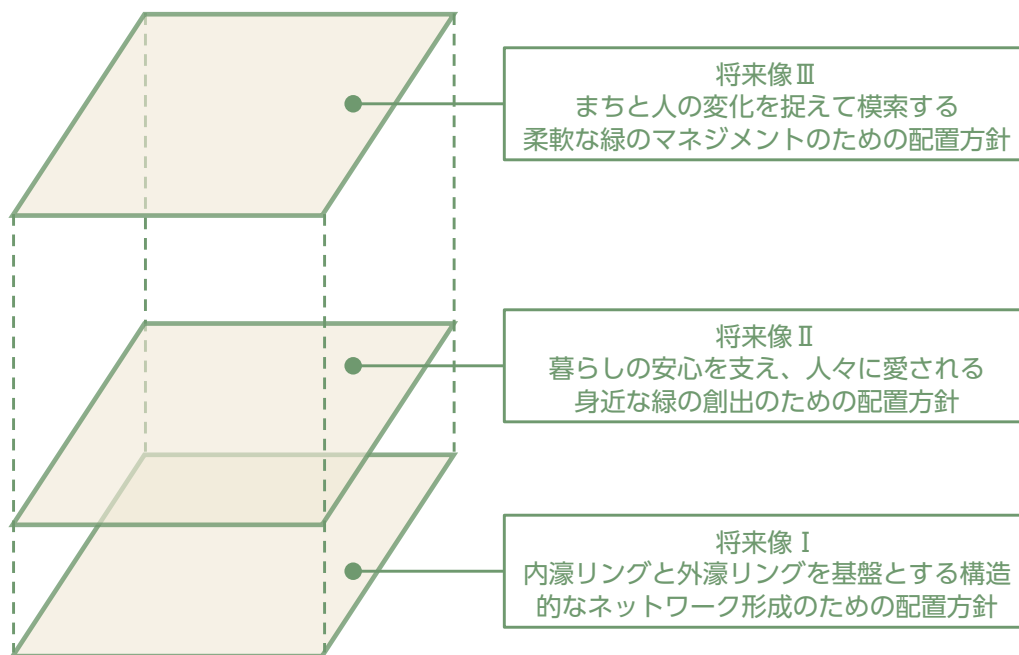 将来像Ⅲ
まちと人の変化を捉えて模索する
柔軟な緑のマネジメントのための配置方針
将来像Ⅱ
暮らしの安心を支え、人々に愛される
身近な緑の創出のための配置方針
将来像Ⅰ
内濠リングと外濠リングを基盤とする構造
的なネットワーク形成のための配置方針